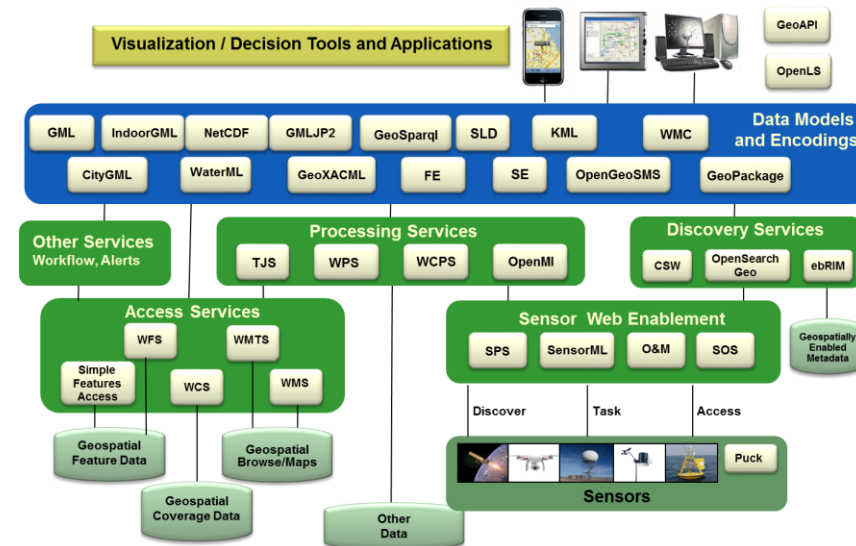 Visualization / Decision Tools and Applications
GeoAPI
OpenLS
Data Models
and Encodings
GML
IndoorGML
NetCDF
GMLJP2
GeoSparql
SLD
KML
WMC
CityGML
WaterML
GeoXACML
FE
SE
OpenGeoSMS
GeoPackage
Other Services
Workflow, Alerts
Processing Services
TJS
WPS
WCPS
OpenMI
Discovery Services
CSW
OpenSearch
Geo
ebRIM
Access Services
WFS
WMTS
Simple
Features
Access
WCS
WMS
Sensor Web Enablement
SPS
SensorML
O&M
SOS
Geospatially
Enabled
Metadata
Discover
Task
Access
Geospatial
Feature Data
Geospatial
Browse/Maps
Geospatial
Coverage Data
Other
Data
Puck
Sensors